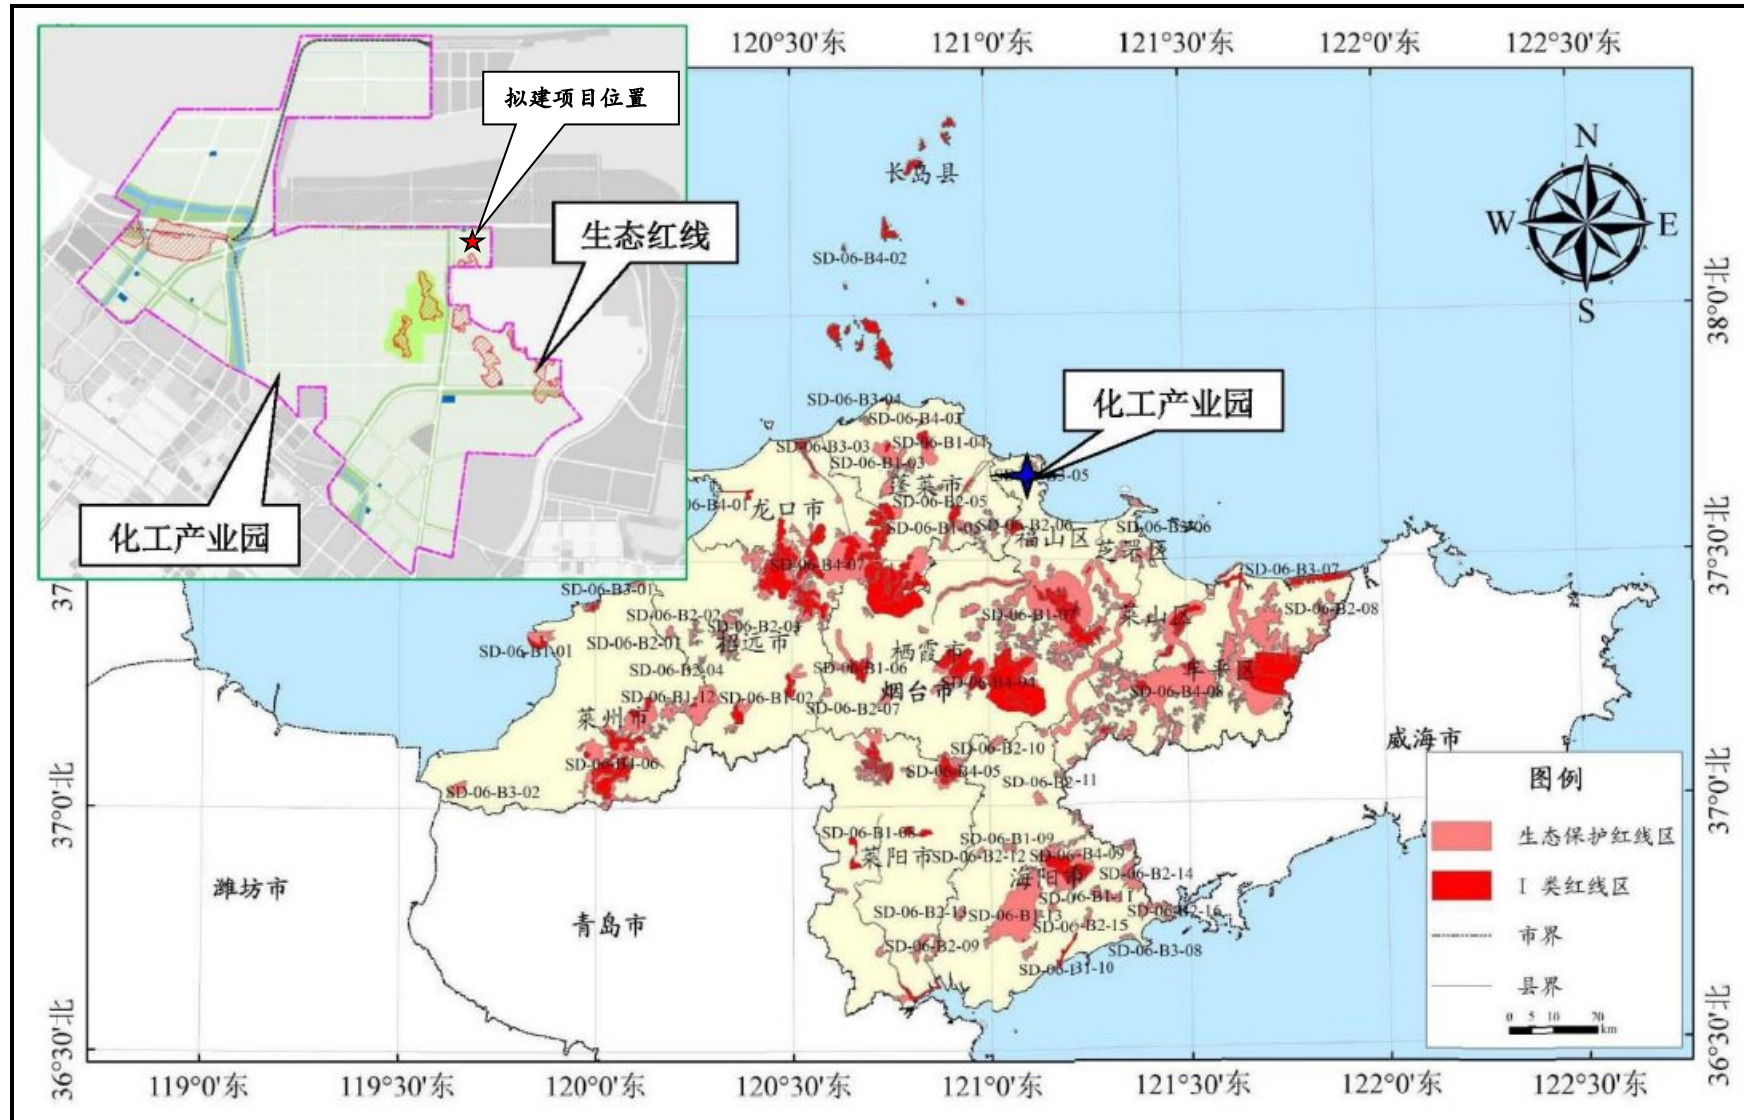 120°30'东
121°0'东
121°30'东
122°0'东
122°30'东
拟建项目位置
生态红线
化工产业园
N
W
E
S
长岛县
SD-06-B4-02
38°0'北
化工产业园
SD-06-B3-04
SD-06-B4-03
SD-06-B3-03
SD-06-B1-04
SD-06-B1-03
蓬莱市
龙口市
SD-06-B2-05
SD-06-B2-06
福山区
芝罘区
37°30'北
SD-06-B4-07
SD-06-B3-07
SD-06-B3-01
SD-06-B2-02
SD-06-B2-03
SD-06-B1-07
SD-06-B2-08
莱山区
SD-06-B2-01
招远市
SD-06-B1-01
栖霞市
SD-06-B2-04
SD-06-B1-06
牟平区
烟台市
SD-06-B4-08
SD-06-B1-12
SD-06-B1-02
SD-06-B2-07
莱州市
威海市
SD-06-B2-10
SD-06-B4-06
SD-06-B4-05
SD-06-B2-11
SD-06-B3-02
37°0'北
37°0'北
SD-06-B1-08
SD-06-B1-09
莱阳市
SD-06-B2-12
SD-06-B4-09
海阳市
SD-06-B2-14
潍坊市
SD-06-B1-11
SD-06-B2-13
SD-06-B1-13
SD-06-B2-16
青岛市
SD-06-B2-15
SD-06-B2-09
SD-06-B3-08
图例
生态保护红线区
I 类红线区
市界
县界
0 5 10 20
km
36°30'北
36°30'北
119°0'东
119°30'东
120°0'东
120°30'东
121°0'东
121°30'东
122°0'东
122°30'东